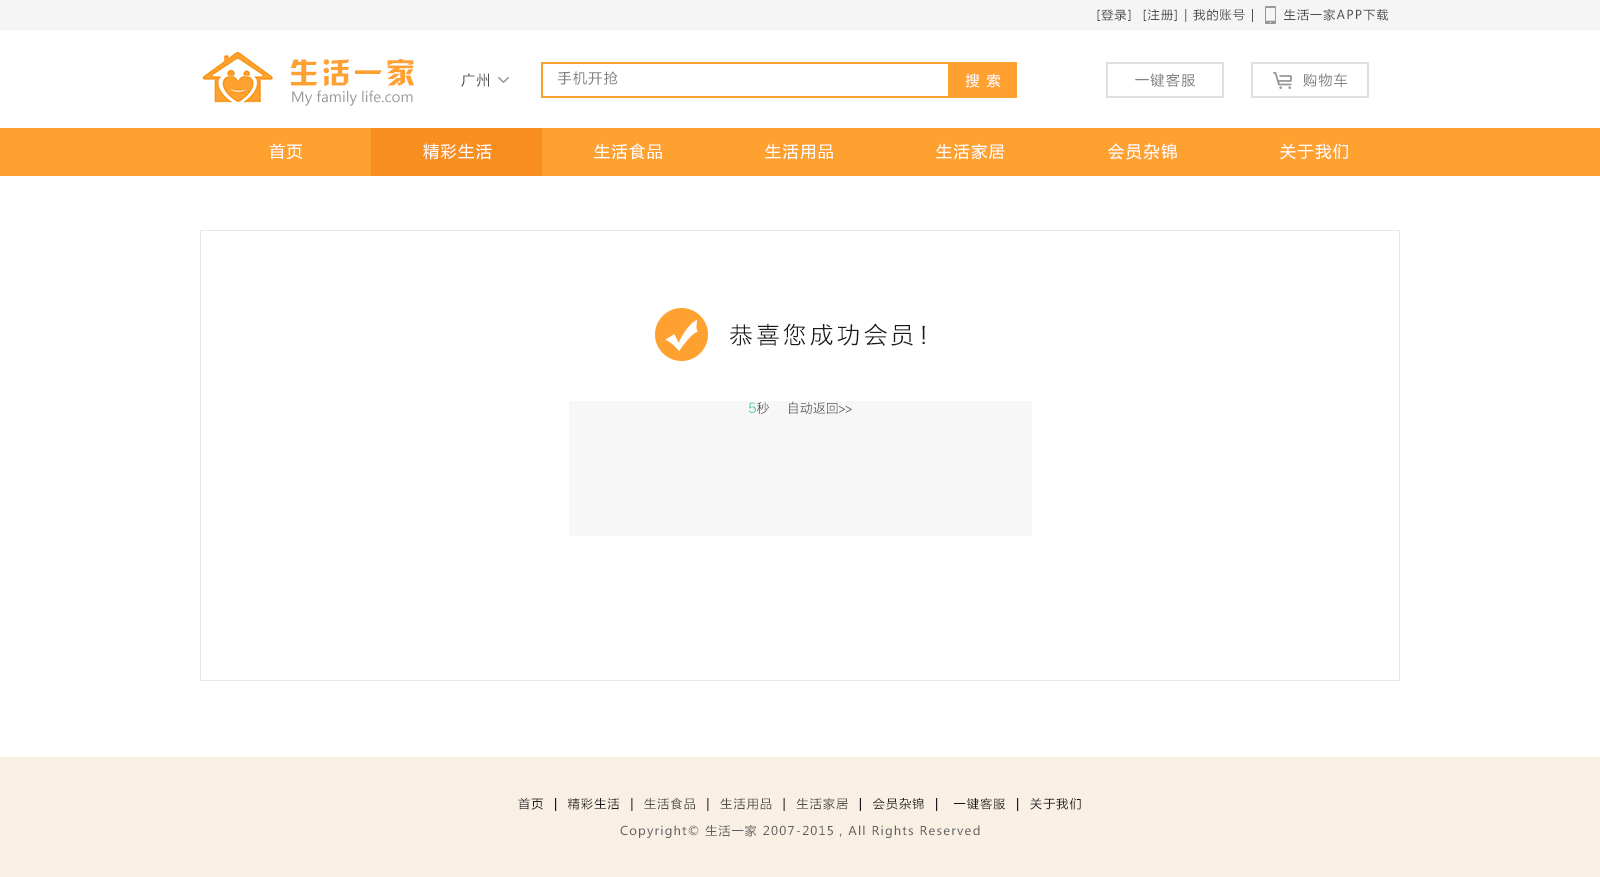 [登录] [注册] | 我的账号 | 生活一家APP下载
生活一家
My family life.com
广州
手机开抢
搜 索
一键客服
购物车
首页 精彩生活 生活食品 生活用品 生活家居 会员杂锦 关于我们
恭喜您成功会员！
5秒 自动返回>>
首页 | 精彩生活 | 生活食品 | 生活用品 | 生活家居 | 会员杂锦 | 一键客服 | 关于我们
Copyright© 生活一家 2007-2015 , All Rights Reserved